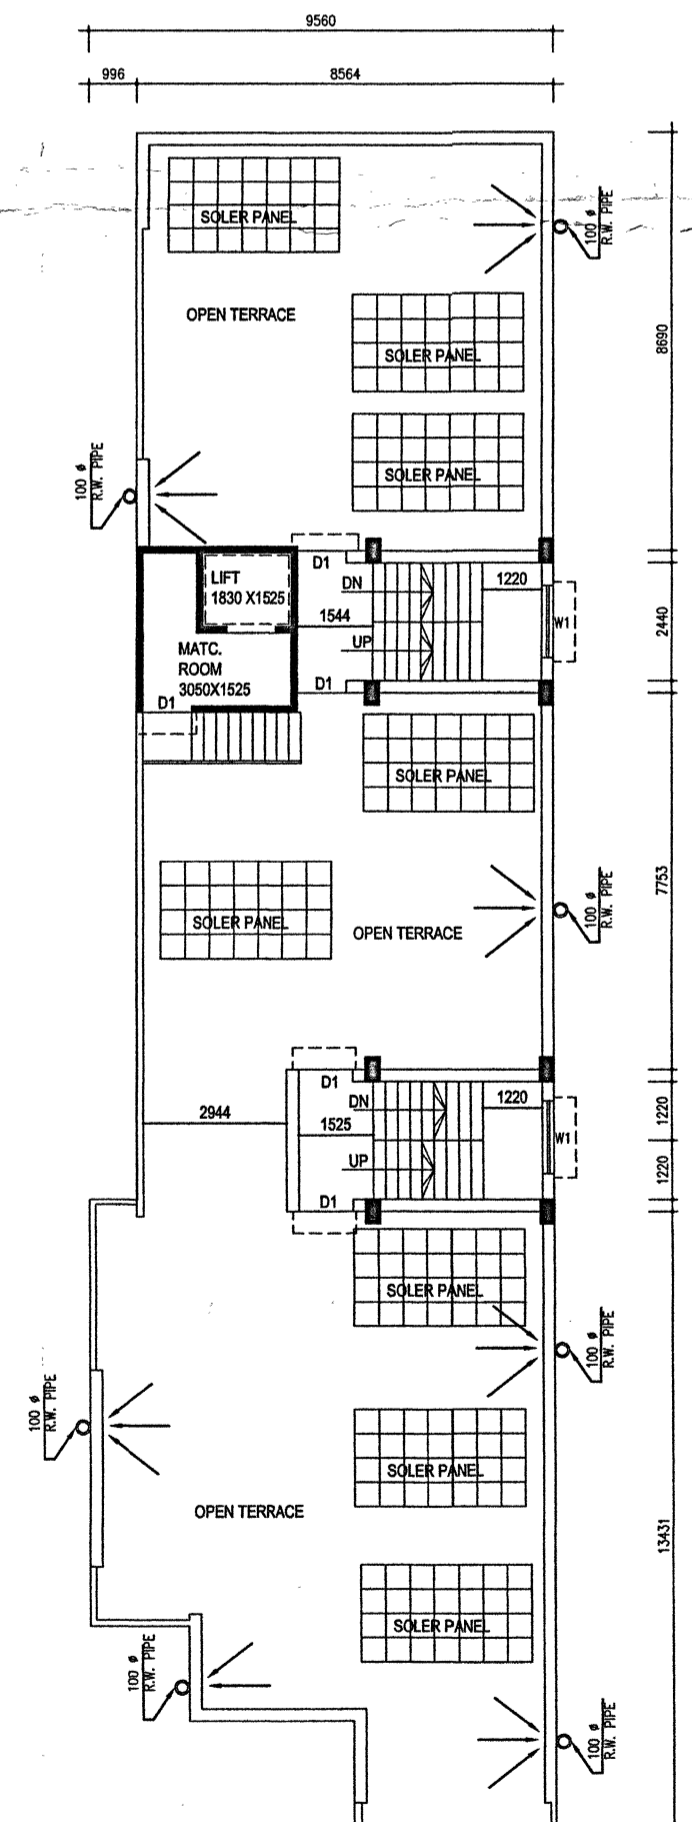 9560
996
8564
SOLER PANEL
100 ø
R.W. PIPE
OPEN TERRACE
8690
SOLER PANEL
SOLER PANEL
100 ø
R.W. PIPE
D1
LIFT
1830 X1525
DN
1220
1544
2440
W1
UP
MATC.
ROOM
3050X1525
D1
D1
SOLER PANEL
7753
100 ø
R.W. PIPE
SOLER PANEL
OPEN TERRACE
D1
DN
1220
2944
1525
1220
W1
UP
1220
D1
SOLER PANEL
100 ø
R.W. PIPE
100 ø
R.W. PIPE
SOLER PANEL
OPEN TERRACE
13431
SOLER PANEL
100 ø
R.W. PIPE
100 ø
R.W. PIPE